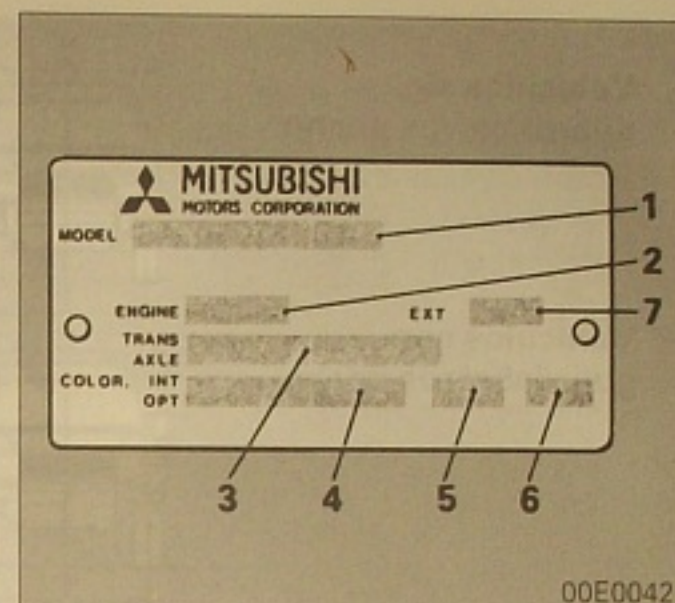 MITSUBISHI
MOTORS CORPORATION
MODEL
1
2
ENGINE
EXT
7
TRANS
AXLE
COLOR. INT
OPT
3 4 5 6
00E0042